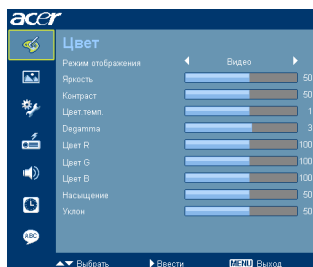 acer
Цвет
Режим отображения Видео
Яркость 50
Контраст 50
Цвет.темп. 1
Degamma 3
Цвет R 100
Цвет G 100
Цвет B 100
Насыщение 50
Уклон 50
ABC
Выбрать Ввести MENU Выход